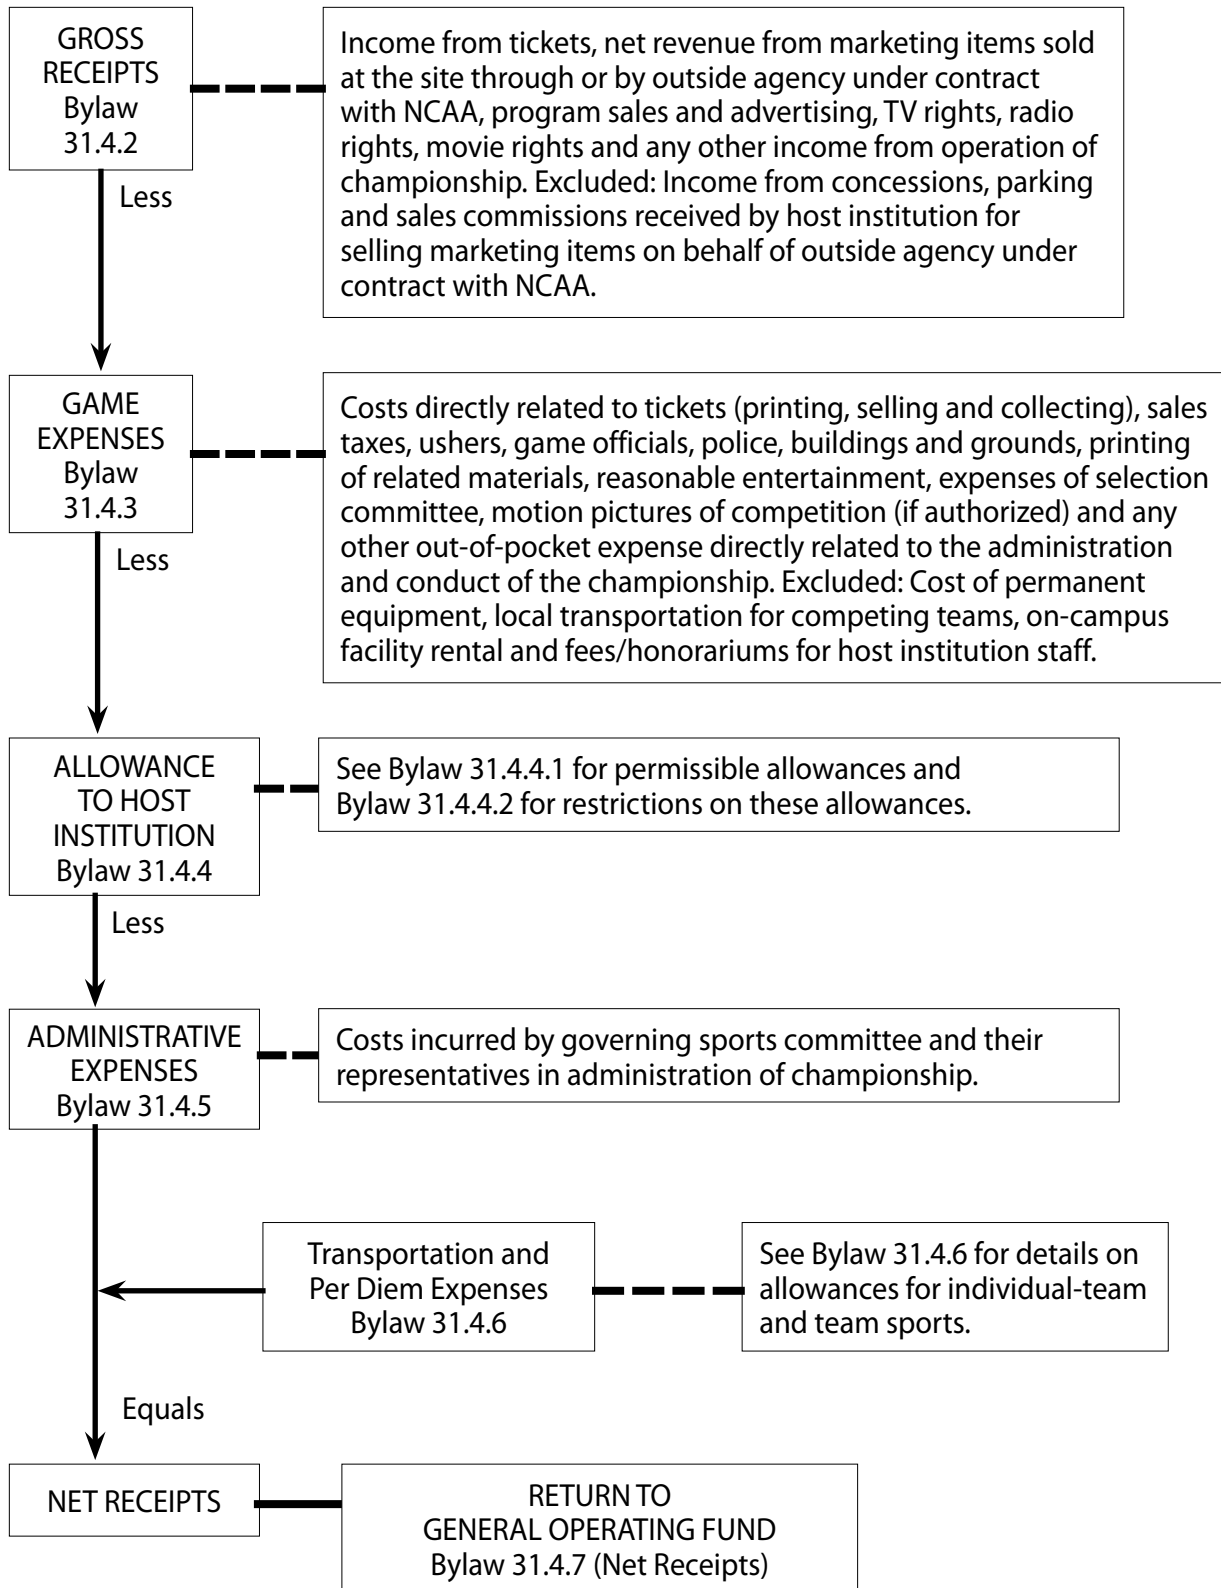 GROSS
RECEIPTS
Bylaw
31.4.2
Income from tickets, net revenue from marketing items sold
at the site through or by outside agency under contract
with NCAA, program sales and advertising, TV rights, radio
rights, movie rights and any other income from operation of
championship. Excluded: Income from concessions, parking
and sales commissions received by host institution for
selling marketing items on behalf of outside agency under
contract with NCAA.
Less
GAME
EXPENSES
Bylaw
31.4.3
Costs directly related to tickets (printing, selling and collecting), sales
taxes, ushers, game officials, police, buildings and grounds, printing
of related materials, reasonable entertainment, expenses of selection
committee, motion pictures of competition (if authorized) and any
other out-of-pocket expense directly related to the administration
and conduct of the championship. Excluded: Cost of permanent
equipment, local transportation for competing teams, on-campus
facility rental and fees/honorariums for host institution staff.
Less
ALLOWANCE
TO HOST
INSTITUTION
Bylaw 31.4.4
See Bylaw 31.4.4.1 for permissible allowances and
Bylaw 31.4.4.2 for restrictions on these allowances.
Less
ADMINISTRATIVE
EXPENSES
Bylaw 31.4.5
Costs incurred by governing sports committee and their
representatives in administration of championship.
Transportation and
Per Diem Expenses
Bylaw 31.4.6
See Bylaw 31.4.6 for details on
allowances for individual-team
and team sports.
Equals
NET RECEIPTS
RETURN TO
GENERAL OPERATING FUND
Bylaw 31.4.7 (Net Receipts)